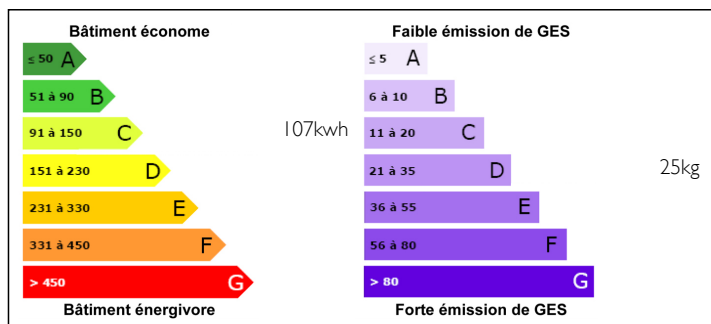 Bâtiment économe
≤ 50 A
51 à 90 B
91 à 150 C
151 à 230 D
231 à 330 E
331 à 450 F
> 450 G
Bâtiment énergivore
107kwh
Faible émission de GES
≤ 5 A
6 à 10 B
11 à 20 C
21 à 35 D
36 à 55 E
56 à 80 F
> 80 G
Forte émission de GES
25kg